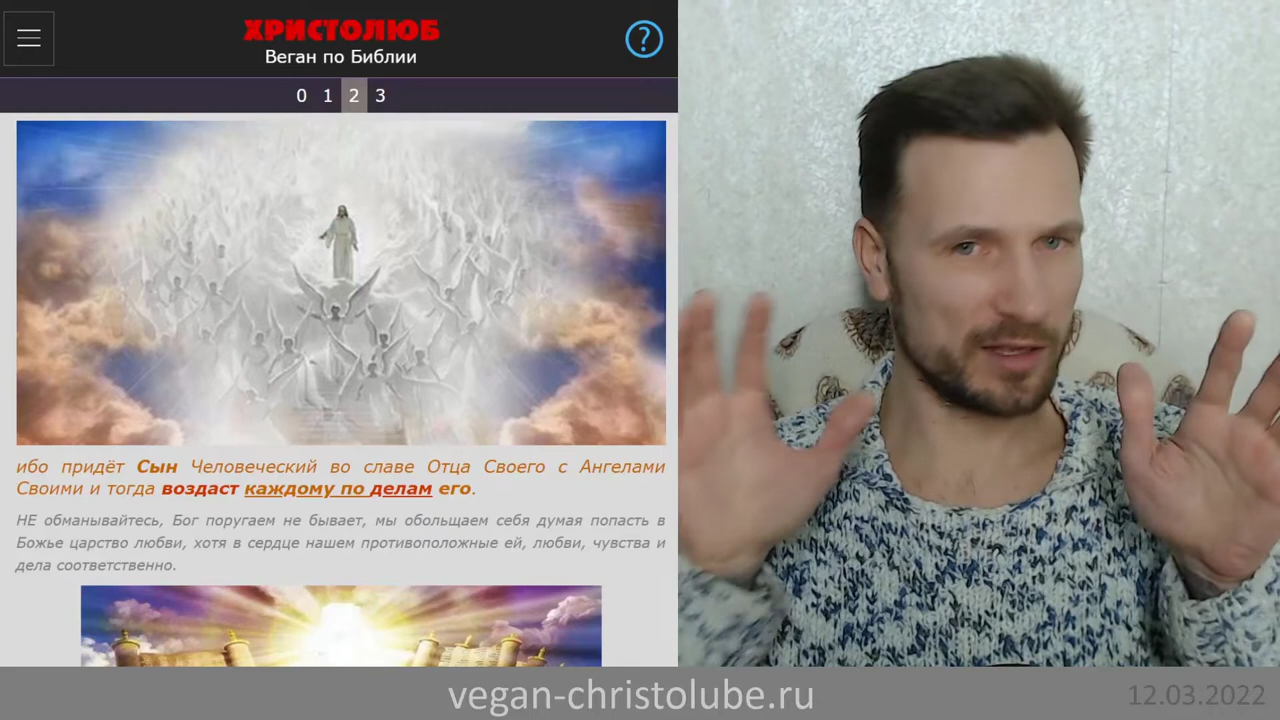 ХРИСТОЛЮБ
Веган по Библии
?
0 1 2 3
ибо придёт Сын Человеческий во славе Отца Своего с Ангелами
Своими и тогда воздаст каждому по делам его.
НЕ обманывайтесь, Бог поругаем не бывает, мы обольщаем себя думая попасть в
Божье царство любви, хотя в сердце нашем противоположные ей, любви, чувства и
дела соответственно.
vegan-christolube.ru
12.03.2022